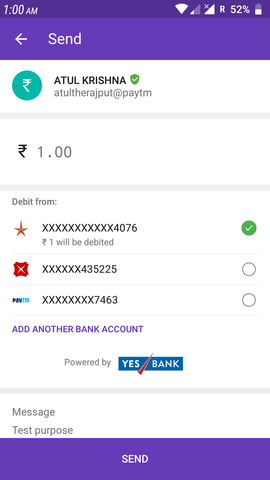 1:00 AM R 52%
Send
ATUL KRISHNA
atultherajput@paytm
₹ 1.00
Debit from:
XXXXXXXXXXX4076
₹ 1 will be debited
XXXXXX435225
paytm XXXXXXXX7463
ADD ANOTHER BANK ACCOUNT
Powered by YES BANK
Message
Test purpose
SEND